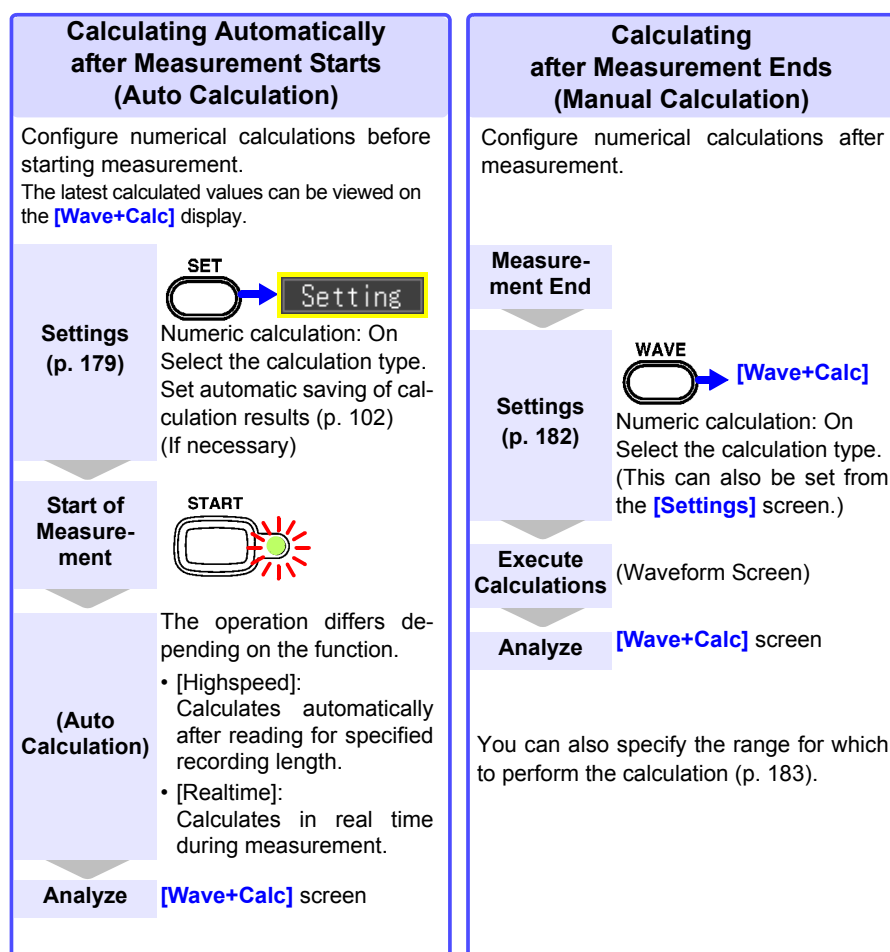 Calculating Automatically
after Measurement Starts
(Auto Calculation)
Configure numerical calculations before
starting measurement.
The latest calculated values can be viewed on
the [Wave+Calc] display.
Settings
(p. 179)
SET
Setting
Numeric calculation: On
Select the calculation type.
Set automatic saving of cal-
culation results (p. 102)
(If necessary)
Start of
Measure-
ment
START
(Auto
Calculation)
The operation differs de-
pending on the function.
• [Highspeed]:
Calculates automatically
after reading for specified
recording length.
• [Realtime]:
Calculates in real time
during measurement.
Analyze
[Wave+Calc] screen
Calculating
after Measurement Ends
(Manual Calculation)
Configure numerical calculations after
measurement.
Measure-
ment End
Settings
(p. 182)
WAVE
[Wave+Calc]
Numeric calculation: On
Select the calculation type.
(This can also be set from
the [Settings] screen.)
Execute
Calculations
(Waveform Screen)
Analyze
[Wave+Calc] screen
You can also specify the range for which
to perform the calculation (p. 183).